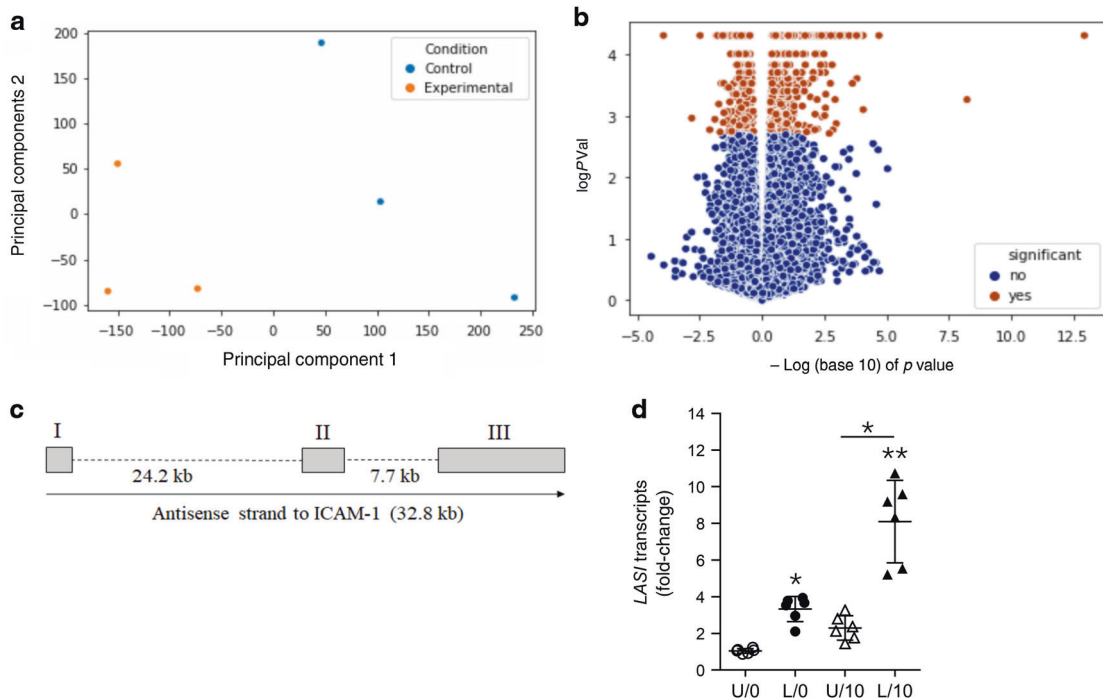 a
Principal components 2
200
150
100
50
0
−50
−100
Condition
Control
Experimental
−150
−100
−50
0
50
100
150
200
250
Principal component 1
b
logPVal
4
3
2
1
0
significant
no
yes
−5.0
−2.5
0.0
2.5
5.0
7.5
10.0
12.5
– Log (base 10) of p value
c
I
II
III
24.2 kb
7.7 kb
Antisense strand to ICAM-1 (32.8 kb)
d
LASI transcripts
(fold-change)
14
12
10
8
6
4
2
0
*
*
**
U/0
L/0
U/10
L/10